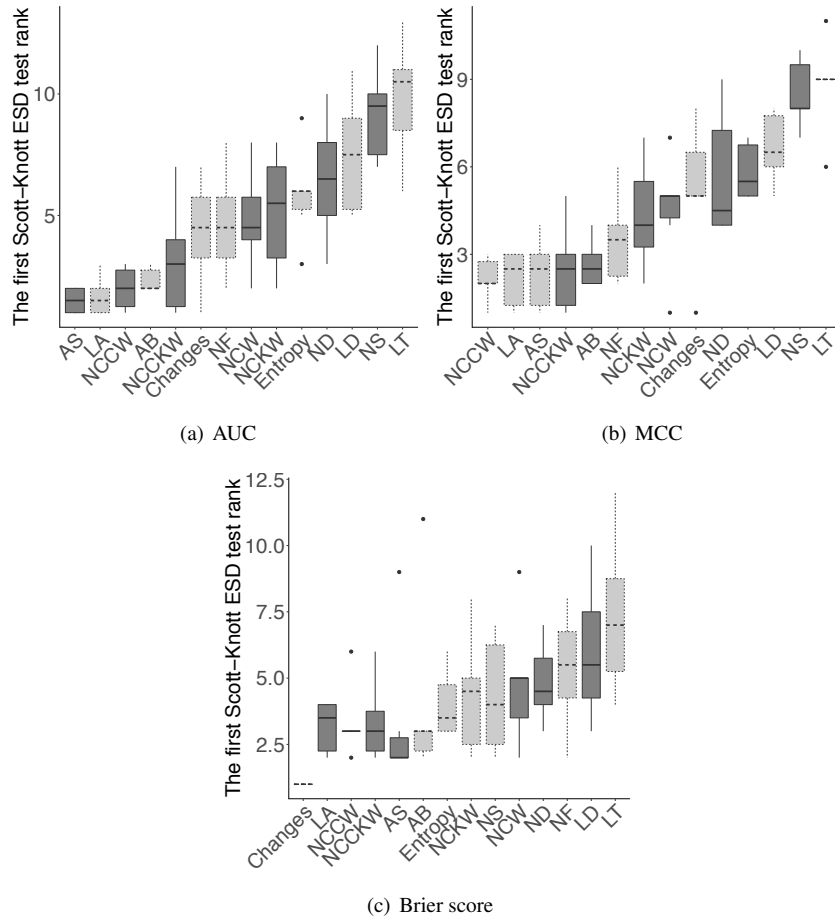 The first Scott−Knott ESD test rank
10
5
AS LA NCCW AB NCCKW Changes NF NCW NCKW Entropy ND LD NS LT
(a) AUC
The first Scott−Knott ESD test rank
9
6
3
NCCW LA AS NCCKW AB NF NCKW NCW Changes ND Entropy LD NS LT
(b) MCC
The first Scott−Knott ESD test rank
12.5
10.0
7.5
5.0
2.5
Changes LA NCCW NCCKW AS AB Entropy NCKW NS NCW ND NF LD LT
(c) Brier score